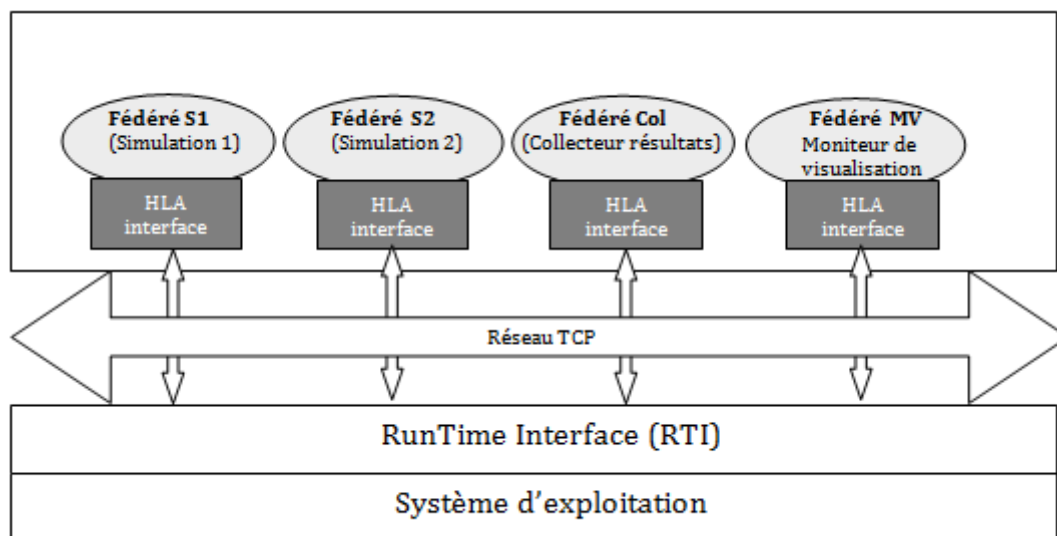 Fédéré S1
(Simulation 1)
Fédéré S2
(Simulation 2)
Fédéré Col
(Collecteur résultats)
Fédéré MV
Moniteur de
visualisation
HLA
interface
HLA
interface
HLA
interface
HLA
interface
Réseau TCP
RunTime Interface (RTI)
Système d'exploitation